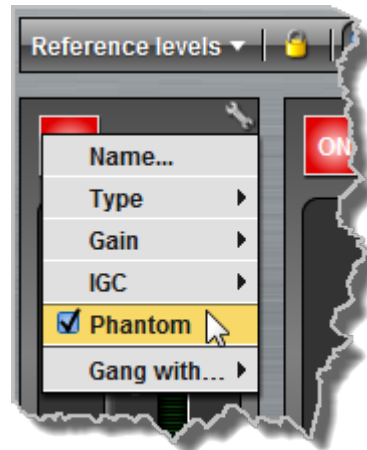 Reference levels
ON
Name...
Type
Gain
IGC
Phantom
Gang with...